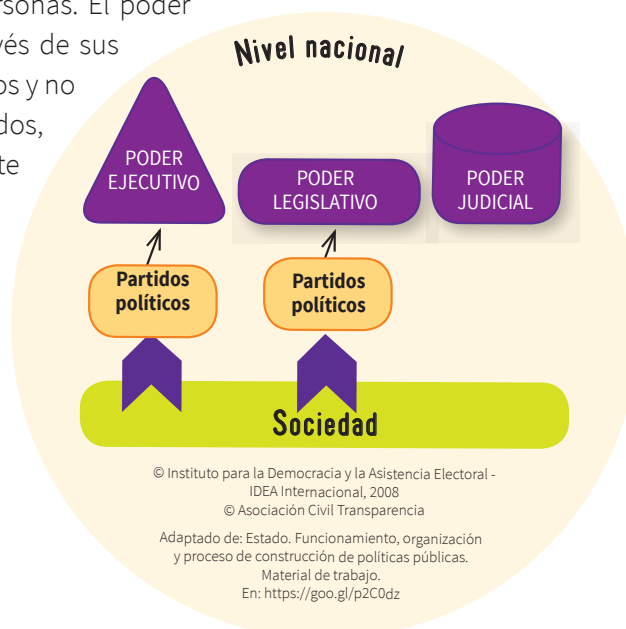 rsonas. El poder
vés de sus
os y no
dos,
te
Nivel nacional
PODER
EJECUTIVO
PODER
LEGISLATIVO
PODER
JUDICIAL
Partidos
políticos
Partidos
políticos
Sociedad
© Instituto para la Democracia y la Asistencia Electoral -
IDEA Internacional, 2008
© Asociación Civil Transparencia
Adaptado de: Estado. Funcionamiento, organización
y proceso de construcción de políticas públicas.
Material de trabajo.
En: https://goo.gl/p2C0dz